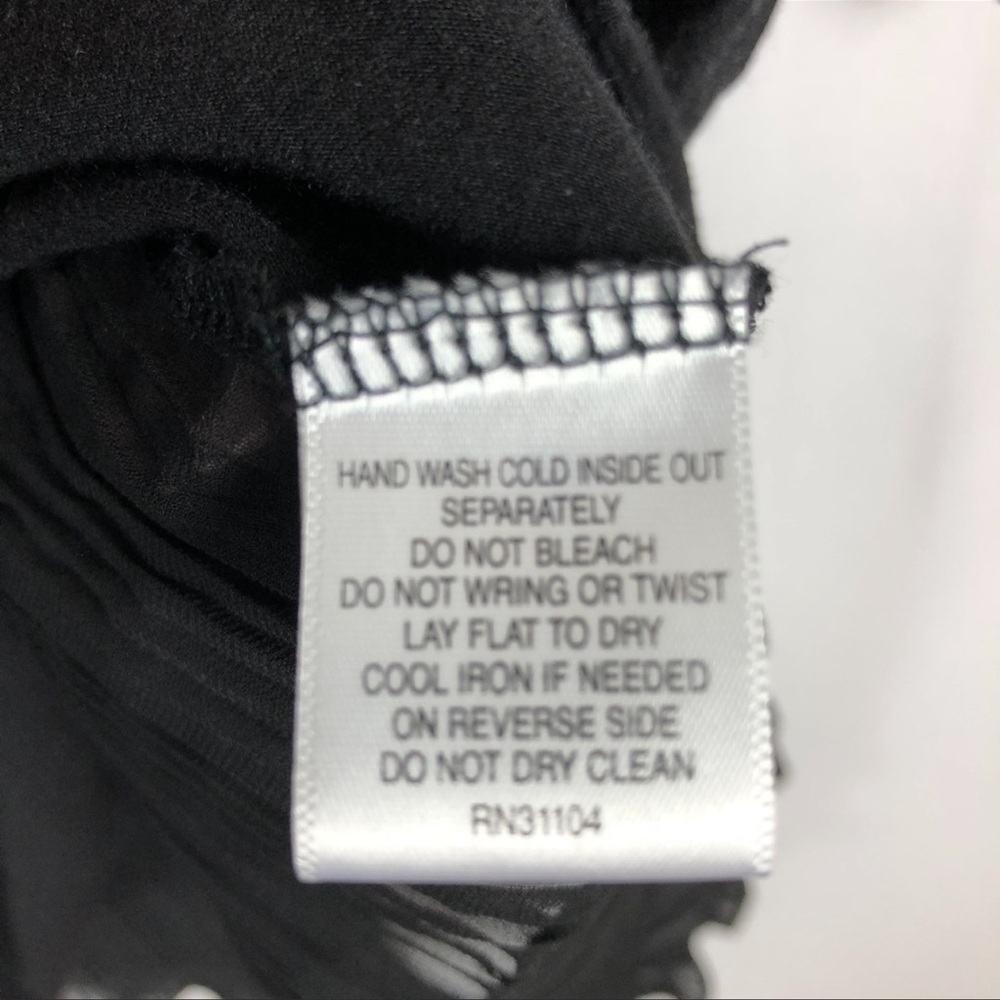 HAND WASH COLD INSIDE OUT
SEPARATELY
DO NOT BLEACH
DO NOT WRING OR TWIST
LAY FLAT TO DRY
COOL IRON IF NEEDED
ON REVERSE SIDE
DO NOT DRY CLEAN
RN31104